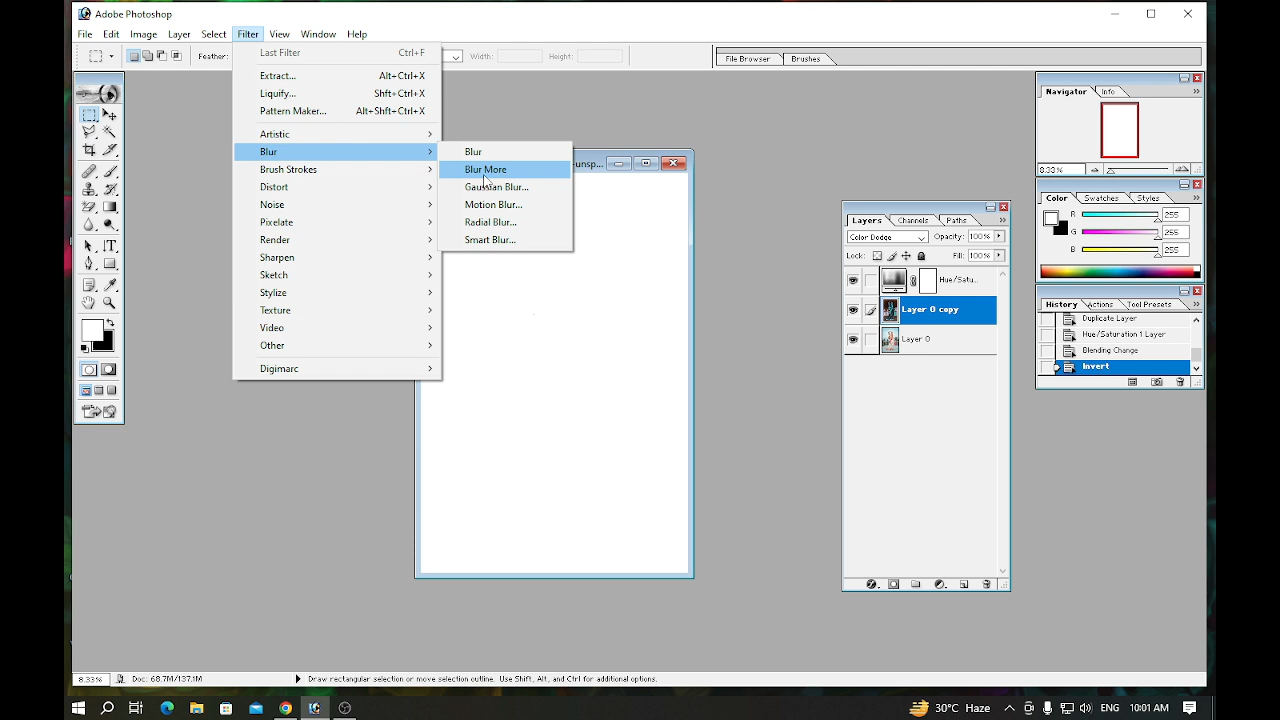 Adobe Photoshop
File Edit Image Layer Select Filter View Window Help
Feather:
Width:
Height:
File Browser
Brushes
Last Filter Ctrl+F
Extract... Alt+Ctrl+X
Liquify... Shft+Ctrl+X
Pattern Maker... Alt+Shft+Ctrl+X
Artistic
Blur
Brush Strokes
Distort
Noise
Pixelate
Render
Sharpen
Sketch
Stylize
Texture
Video
Other
Digimarc
Blur
Blur More
Gaussian Blur...
Motion Blur...
Radial Blur...
Smart Blur...
unsp...
Layers Channels Paths
Color Dodge Opacity: 100%
Lock: Fill: 100%
Hue/Satu...
Layer 0 copy
Layer 0
Navigator Info
8.33%
Color Swatches Styles
R 255
G 255
B 255
History Actions Tool Presets
Duplicate Layer
Hue/Saturation 1 Layer
Blending Change
Invert
8.33% Doc: 68.7M/137.1M Draw rectangular selection or move selection outline. Use Shift, Alt, and Ctrl for additional options.
30°C Haze ENG 10:01 AM